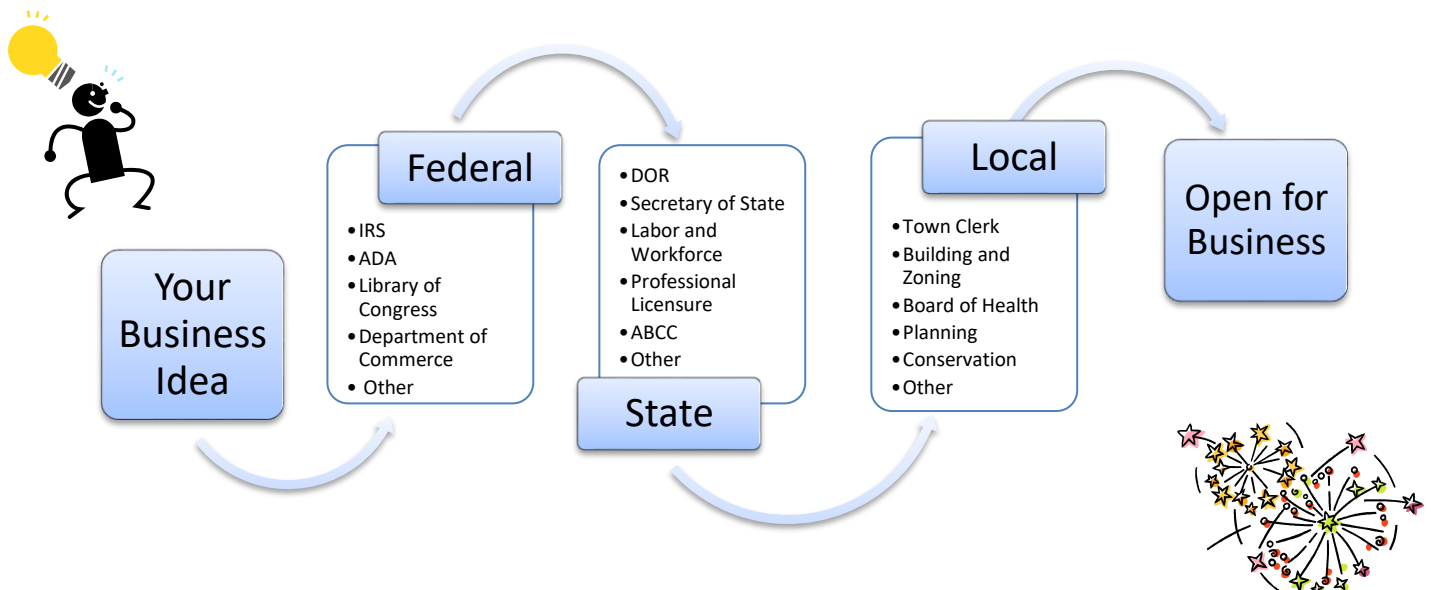 Your
Business
Idea
Federal
•IRS
•ADA
•Library of
Congress
•Department of
Commerce
• Other
•DOR
•Secretary of State
•Labor and
Workforce
•Professional
Licensure
•ABCC
•Other
State
Local
•Town Clerk
•Building and
Zoning
•Board of Health
•Planning
•Conservation
•Other
Open for
Business